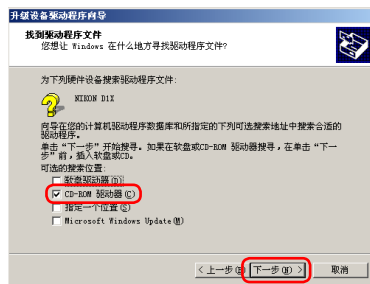 升级设备驱动程序向导
找到驱动程序文件
您想让 Windows 在什么地方寻找驱动程序文件?
为下列硬件设备搜索驱动程序文件:
NIKON D1X
向导在您的计算机驱动程序数据库和所指定的下列可选搜索地址中搜索合适的
驱动程序。
单击“下一步”开始搜寻。如果在软盘或CD-ROM 驱动器搜寻，在单击“下一
步”前，插入软盘或CD。
可选的搜索位置:
软盘驱动器(D)
CD-ROM 驱动器(C)
指定一个位置(S)
Microsoft Windows Update(M)
< 上一步(B) 下一步(N) > 取消